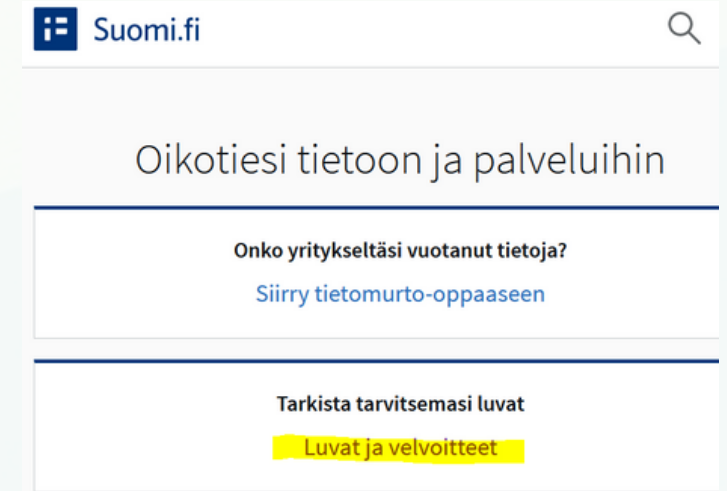 Suomi.fi
Oikotiesi tietoon ja palveluihin
Onko yritykseltäsi vuotanut tietoja?
Siirry tietomurto-oppaaseen
Tarkista tarvitsemasi luvat
Luvat ja velvoitteet